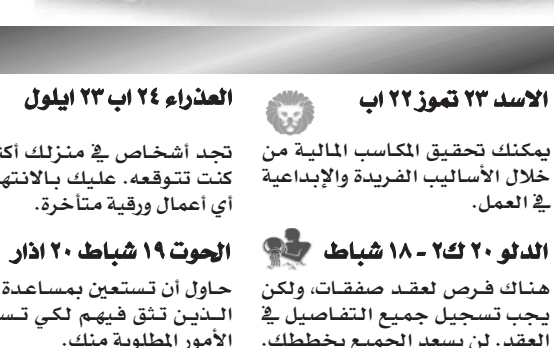 الاسد ٢٣ تموز ٢٢ اب
يمكنك تحقيق المكاسب المالية من
خلال الأساليب الفريدة والإبداعية
في العمل.
الدلو ٢٠ ك٢ - ١٨ شباط
هناك فرص لعقد صفقات، ولكن
يجب تسجيل جميع التفاصيل في
العقد. لن يسعد الجميع بخططك.
العذراء ٢٤ اب ٢٣ ايلول
تجد أشخاص في منزلك
كنت تتوقعه. عليك
أي أعمال ورقية متأخرة.
الحوت ١٩ شباط ٢٠ اذار
حاول أن تستعين بمساعدة
الذين تثق فيهم لكي
الأمور المطلوبة منك.